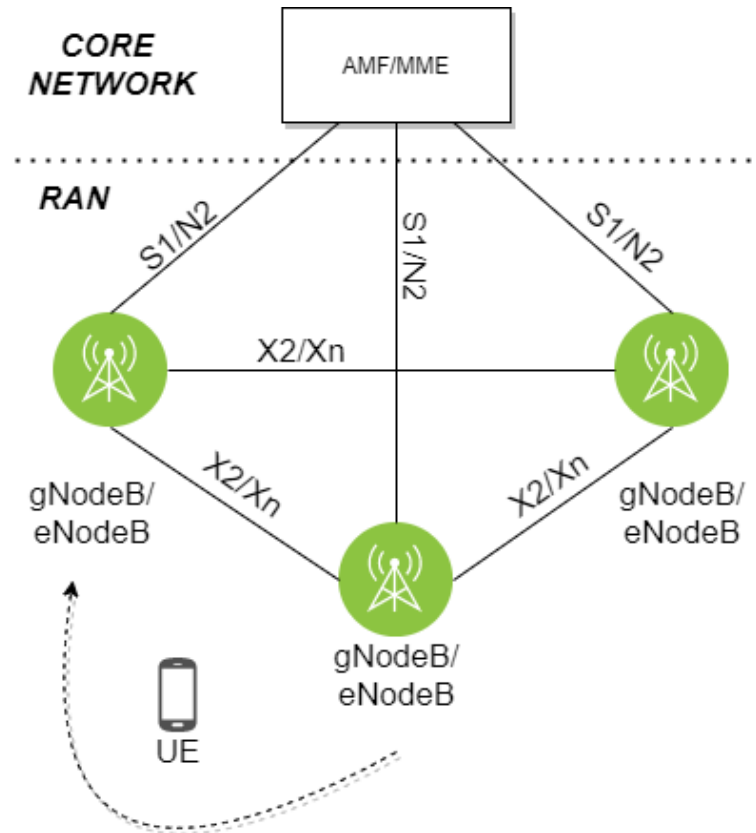 CORE
NETWORK
AMF/MME
RAN
S1/N2
S1/N2
S1/N2
X2/Xn
gNodeB/
eNodeB
X2/Xn
X2/Xn
gNodeB/
eNodeB
gNodeB/
eNodeB
UE